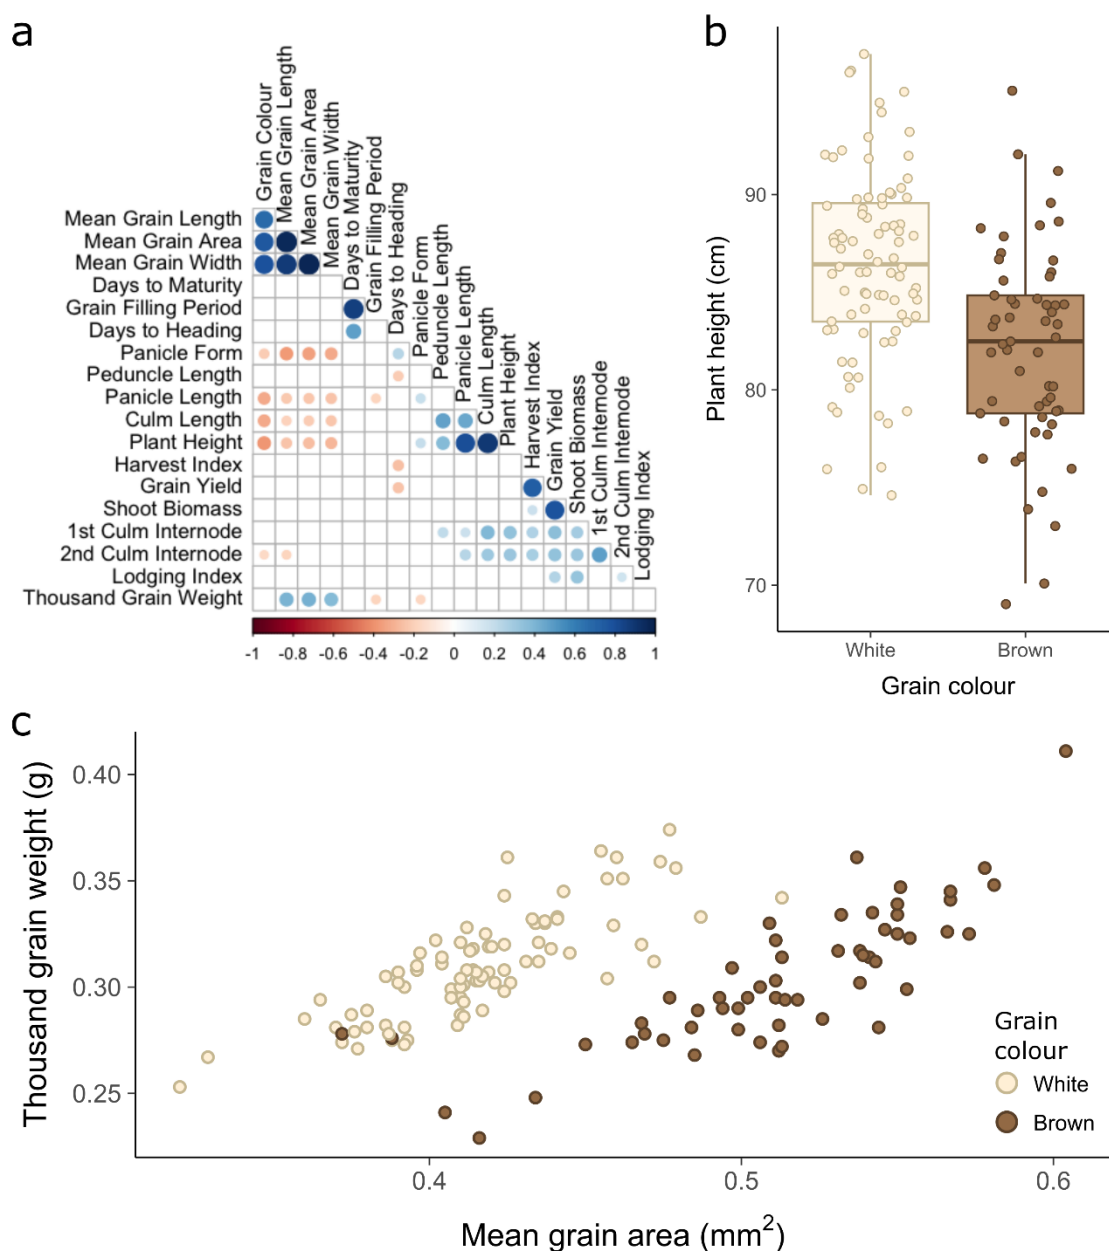 a
Grain Colour
Mean Grain Length
Mean Grain Area
Mean Grain Width
Days to Maturity
Grain Filling Period
Days to Heading
Panicle Form
Peduncle Length
Panicle Length
Culm Length
Plant Height
Harvest Index
Grain Yield
Shoot Biomass
1st Culm Internode
2nd Culm Internode
Lodging Index
Mean Grain Length
Mean Grain Area
Mean Grain Width
Days to Maturity
Grain Filling Period
Days to Heading
Panicle Form
Peduncle Length
Panicle Length
Culm Length
Plant Height
Harvest Index
Grain Yield
Shoot Biomass
1st Culm Internode
2nd Culm Internode
Lodging Index
Thousand Grain Weight
-1 -0.8 -0.6 -0.4 -0.2 0 0.2 0.4 0.6 0.8 1
b
Plant height (cm)
90
80
70
White Brown
Grain colour
c
Thousand grain weight (g)
0.40
0.35
0.30
0.25
0.4 0.5 0.6
Mean grain area (mm²)
Grain
colour
White
Brown